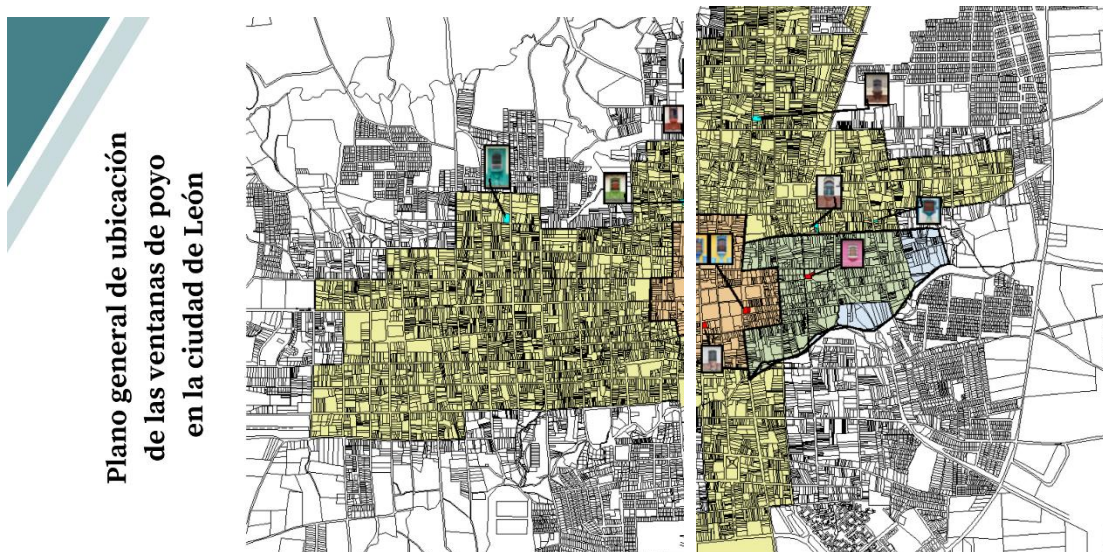 Plano general de ubicación
de las ventanas de poyo
en la ciudad de León